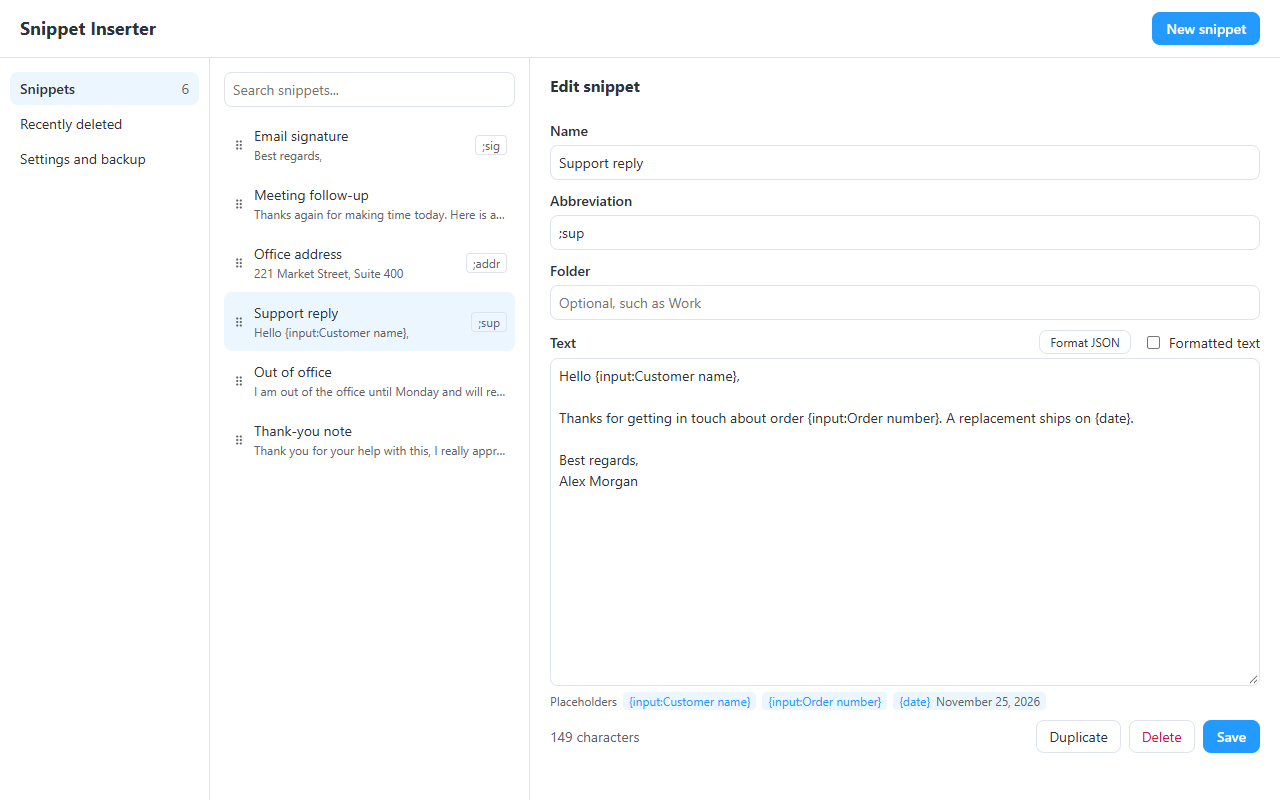 Snippet Inserter
New snippet
Snippets 6
Recently deleted
Settings and backup
Search snippets...
Email signature
Best regards,
;sig
Meeting follow-up
Thanks again for making time today. Here is a...
Office address
221 Market Street, Suite 400
;addr
Support reply
Hello {input:Customer name},
;sup
Out of office
I am out of the office until Monday and will re...
Thank-you note
Thank you for your help with this, I really appr...
Edit snippet
Name
Support reply
Abbreviation
;sup
Folder
Optional, such as Work
Text
Format JSON
Formatted text
Hello {input:Customer name},
Thanks for getting in touch about order {input:Order number}. A replacement ships on {date}.
Best regards,
Alex Morgan
Placeholders {input:Customer name} {input:Order number} {date} November 25, 2026
149 characters
Duplicate
Delete
Save